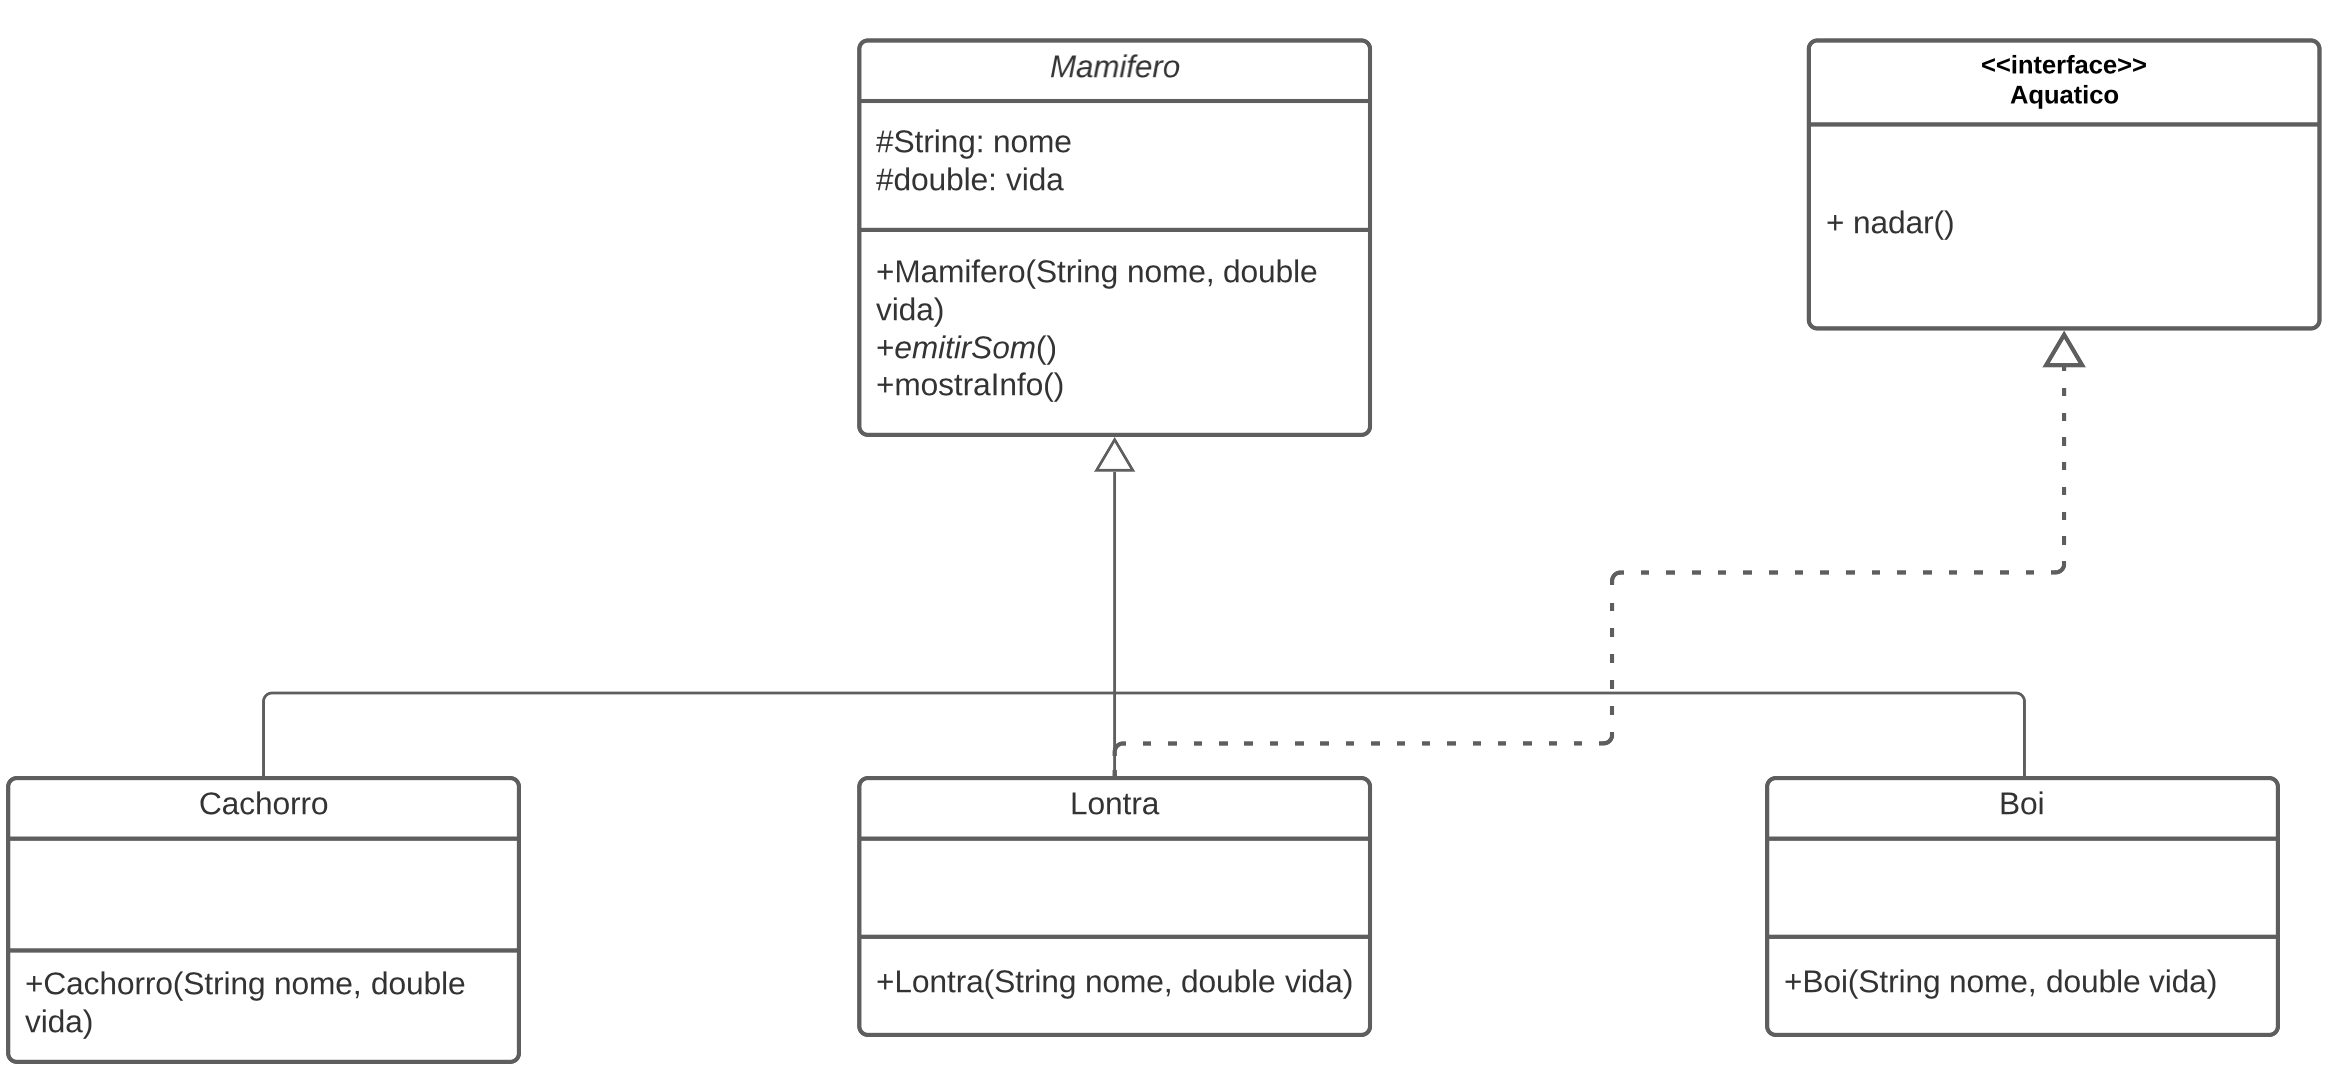 Mamifero
#String: nome
#double: vida
+Mamifero(String nome, double
vida)
+emitirSom()
+mostraInfo()
<<interface>>
Aquatico
+ nadar()
Cachorro
+Cachorro(String nome, double
vida)
Lontra
+Lontra(String nome, double vida)
Boi
+Boi(String nome, double vida)